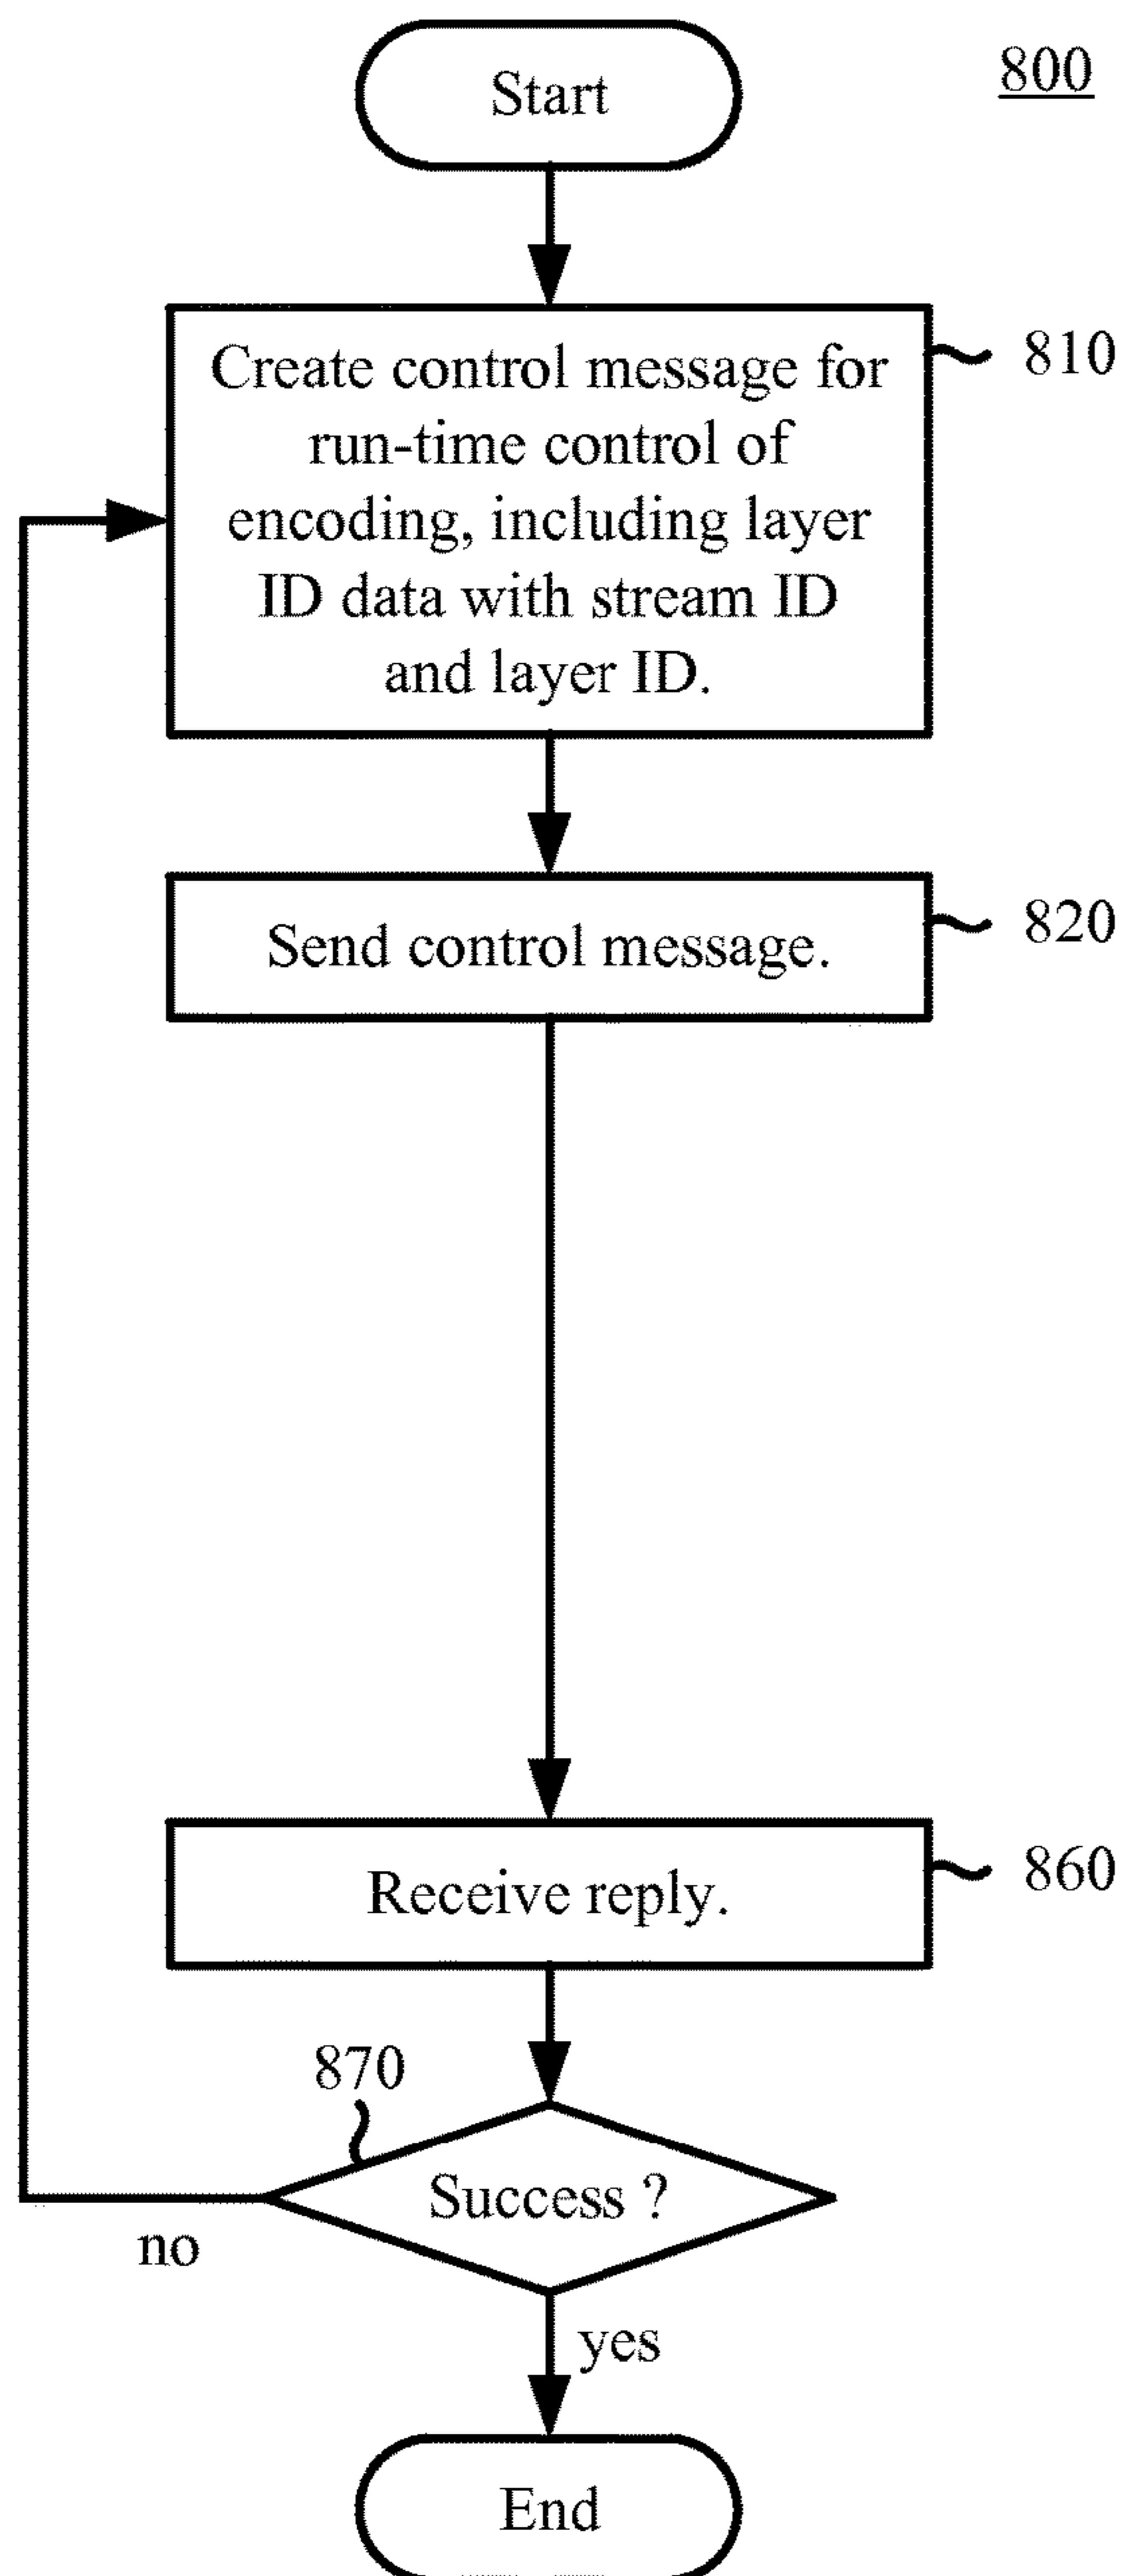 Start
800
Create control message for
run-time control of
encoding, including layer
ID data with stream ID
and layer ID.
810
Send control message.
820
Receive reply.
860
870
Success ?
no
yes
End